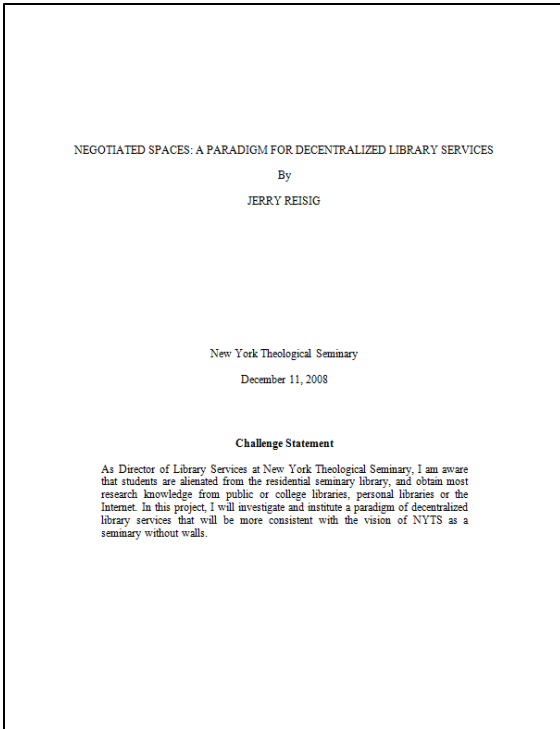 NEGOTIATED SPACES: A PARADIGM FOR DECENTRALIZED LIBRARY SERVICES
By
JERRY REISIG
New York Theological Seminary
December 11, 2008
Challenge Statement
As Director of Library Services at New York Theological Seminary, I am aware
that students are alienated from the residential seminary library, and obtain most
research knowledge from public or college libraries, personal libraries or the
Internet. In this project, I will investigate and institute a paradigm of decentralized
library services that will be more consistent with the vision of NYTS as a
seminary without walls.